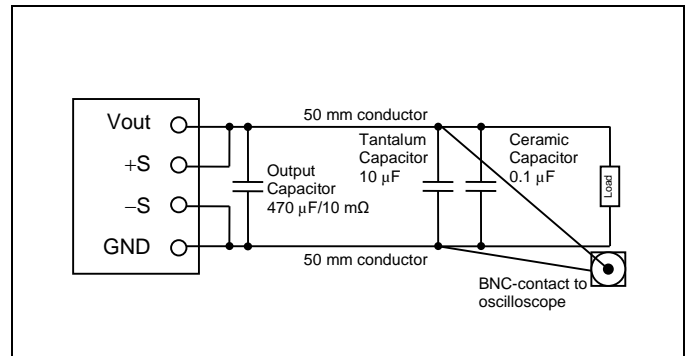 50 mm conductor
Vout
+S
−S
GND
Output
Capacitor
470 μF/10 mΩ
Tantalum
Capacitor
10 μF
Ceramic
Capacitor
0.1 μF
Load
50 mm conductor
BNC-contact to
oscilloscope